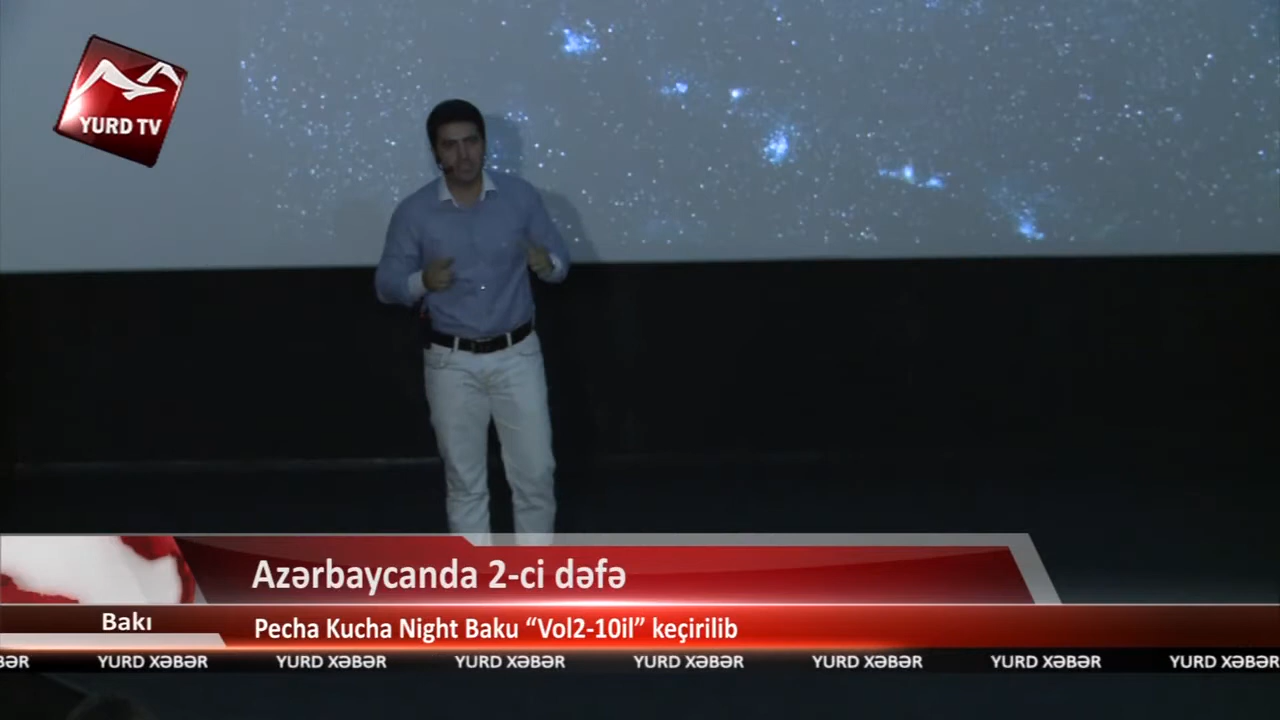 YURD TV
Azərbaycanda 2-ci dəfə
Bakı
Pecha Kucha Night Baku “Vol2-10il” keçirilib
BƏR YURD XƏBƏR YURD XƏBƏR YURD XƏBƏR YURD XƏBƏR YURD XƏBƏR YURD XƏBƏR YURD XƏBƏR